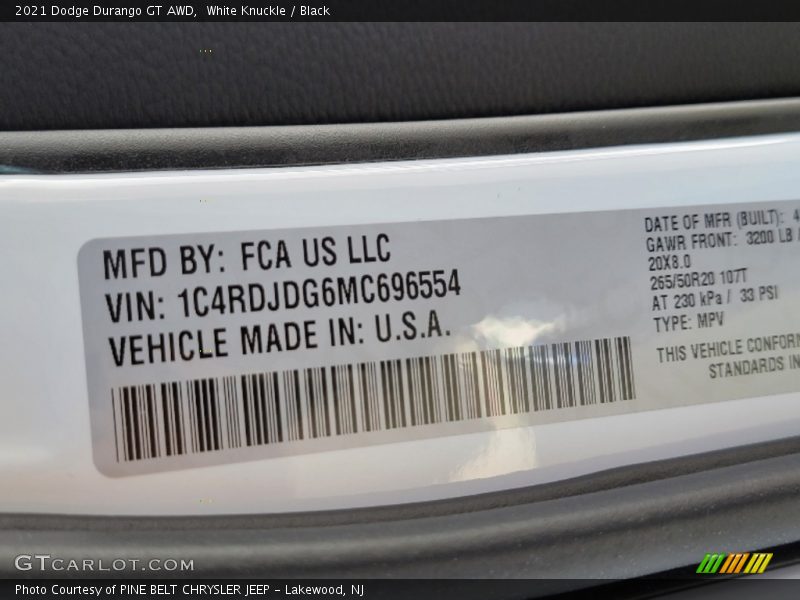 2021 Dodge Durango GT AWD,  White Knuckle / Black
MFD BY: FCA US LLC
VIN: 1C4RDJDG6MC696554
VEHICLE MADE IN: U.S.A.
DATE OF MFR (BUILT): 4
GAWR FRONT: 3200 LB
20X8.0
265/50R20 107T
AT 230 kPa / 33 PSI
TYPE: MPV
THIS VEHICLE CONFORM
STANDARDS IN
GTCARLOT.COM
Photo Courtesy of PINE BELT CHRYSLER JEEP - Lakewood, NJ